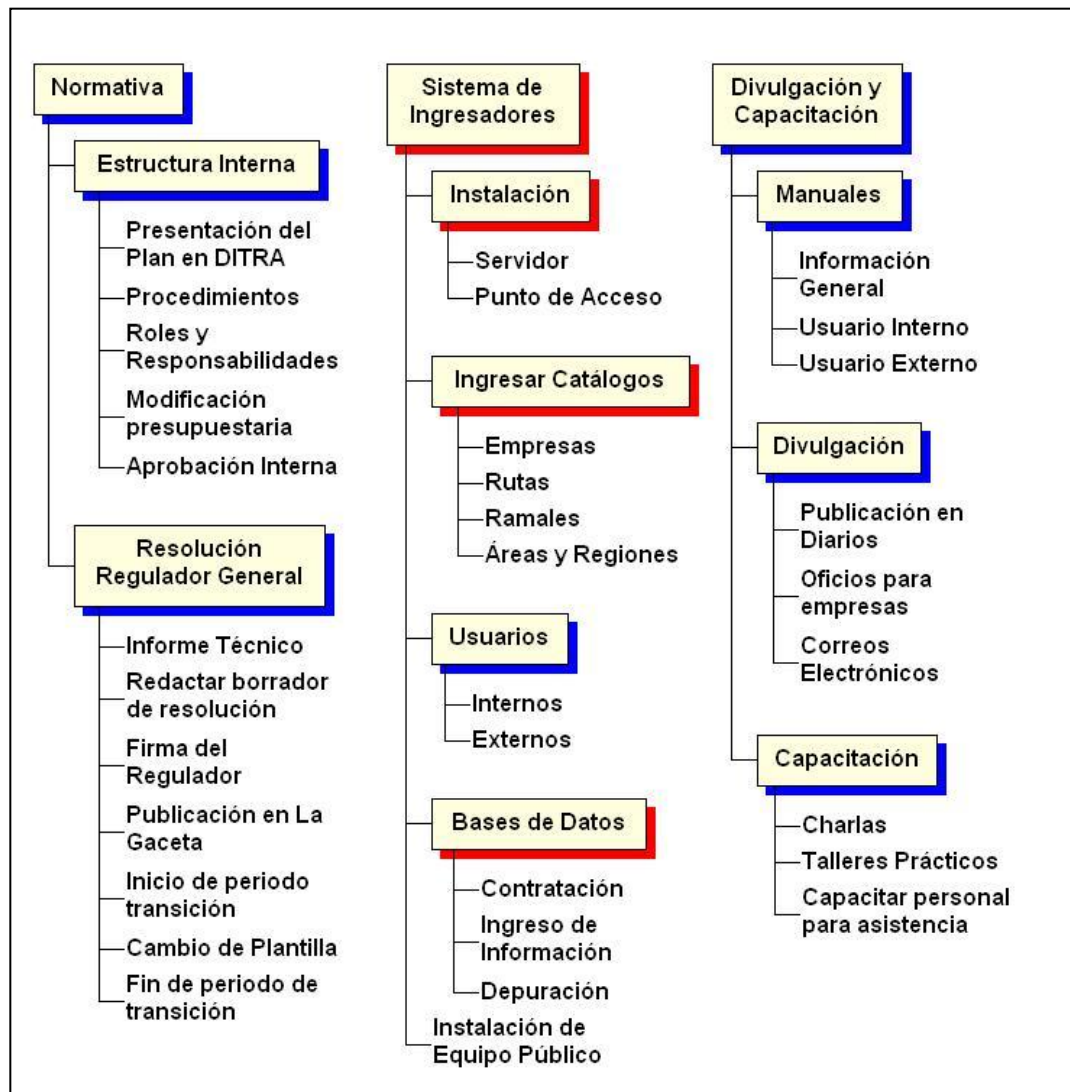 Normativa
Estructura Interna
Presentación del
Plan en DITRA
Procedimientos
Roles y
Responsabilidades
Modificación
presupuestaria
Aprobación Interna
Resolución
Regulador General
Informe Técnico
Redactar borrador
de resolución
Firma del
Regulador
Publicación en La
Gaceta
Inicio de periodo
transición
Cambio de Plantilla
Fin de periodo de
transición
Sistema de
Ingresadores
Instalación
Servidor
Punto de Acceso
Ingresar Catálogos
Empresas
Rutas
Ramales
Áreas y Regiones
Usuarios
Internos
Externos
Bases de Datos
Contratación
Ingreso de
Información
Depuración
Instalación de
Equipo Público
Divulgación y
Capacitación
Manuales
Información
General
Usuario Interno
Usuario Externo
Divulgación
Publicación en
Diarios
Oficios para
empresas
Correos
Electrónicos
Capacitación
Charlas
Talleres Prácticos
Capacitar personal
para asistencia